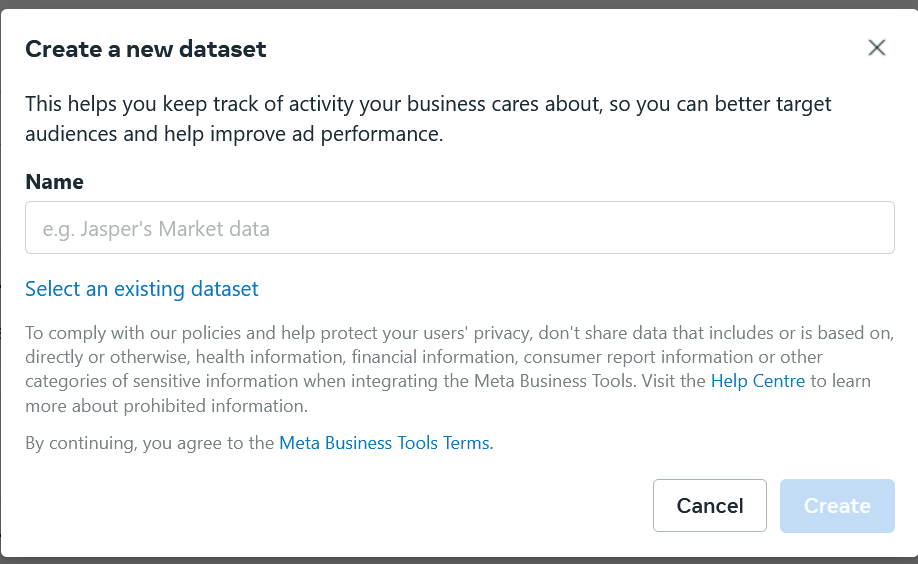 Create a new dataset
This helps you keep track of activity your business cares about, so you can better target
audiences and help improve ad performance.
Name
e.g. Jasper's Market data
Select an existing dataset
To comply with our policies and help protect your users' privacy, don't share data that includes or is based on,
directly or otherwise, health information, financial information, consumer report information or other
categories of sensitive information when integrating the Meta Business Tools. Visit the Help Centre to learn
more about prohibited information.
By continuing, you agree to the Meta Business Tools Terms.
Cancel Create